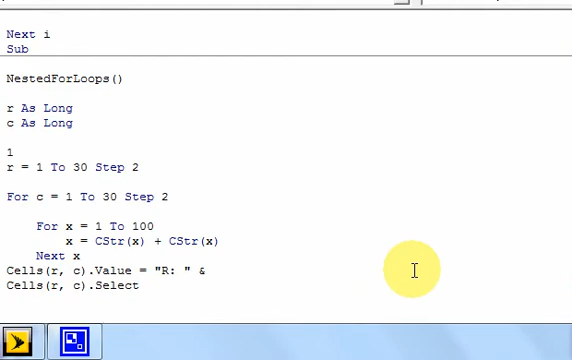 Next i
Sub
NestedForLoops()
r As Long
c As Long
1
r = 1 To 30 Step 2
For c = 1 To 30 Step 2
For x = 1 To 100
x = CStr(x) + CStr(x)
Next x
Cells(r, c).Value = "R: " &
Cells(r, c).Select